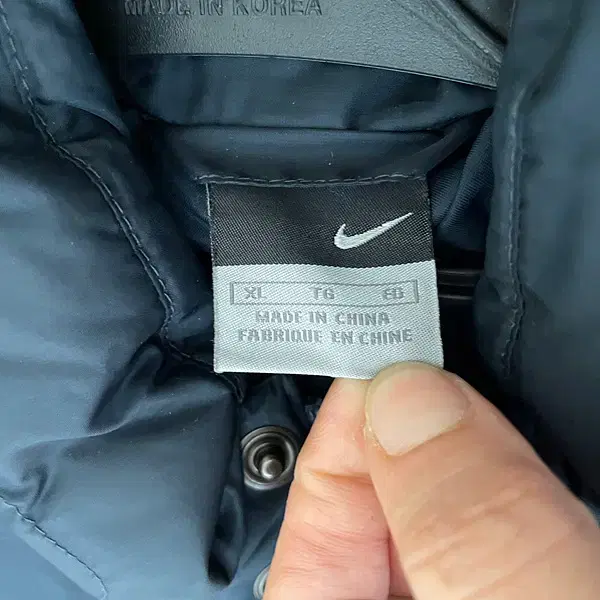 MADE IN KOREA
XL TG EG
MADE IN CHINA
FABRIQUE EN CHINE